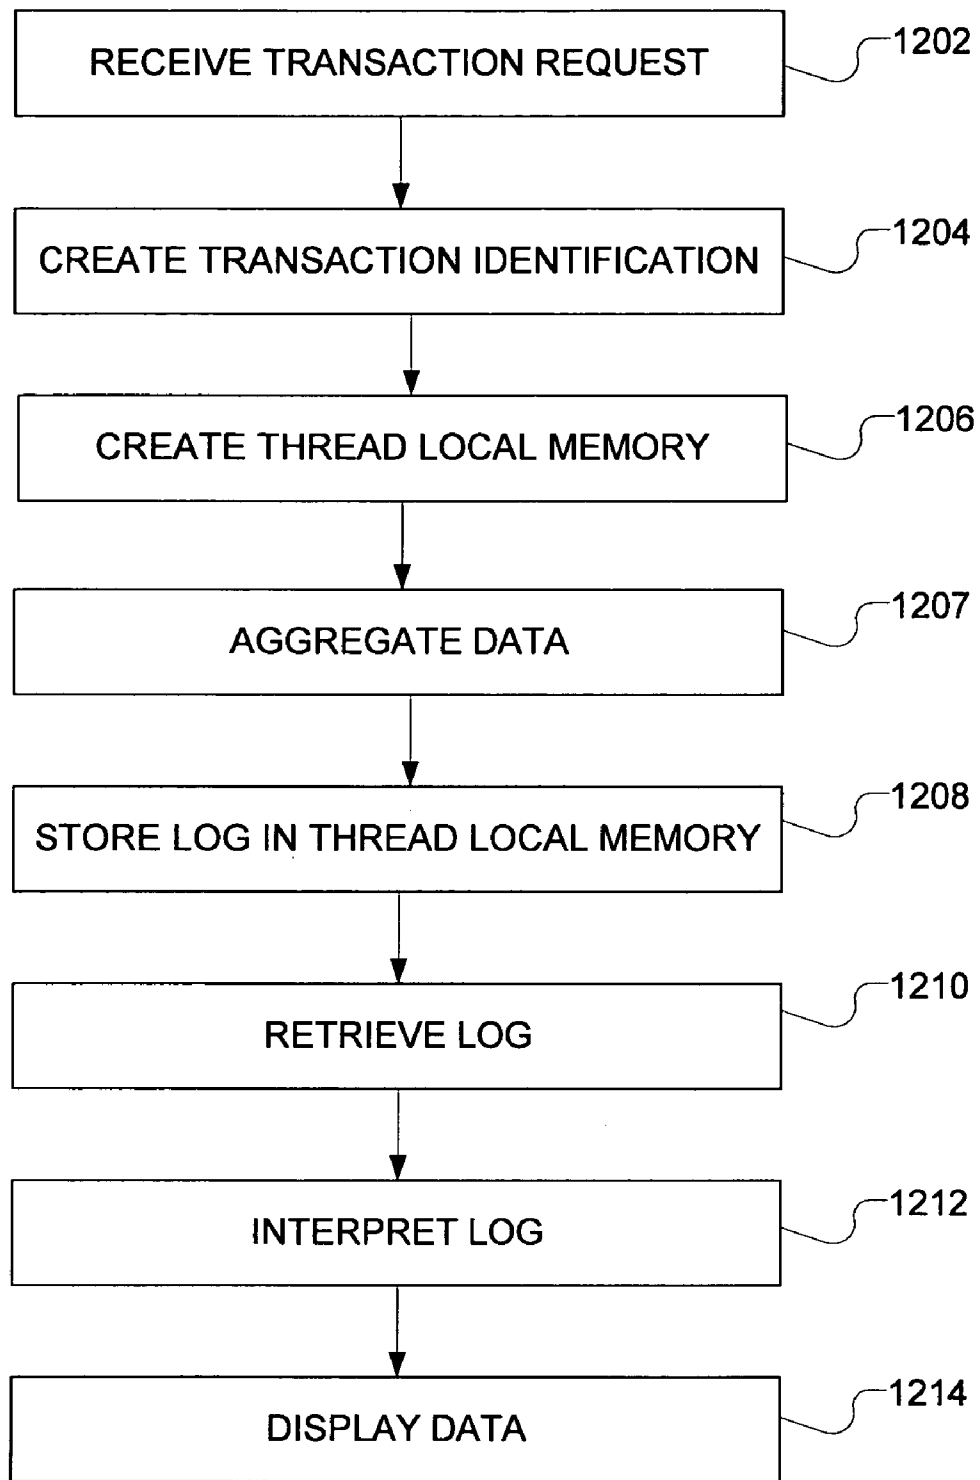 RECEIVE TRANSACTION REQUEST
1202
CREATE TRANSACTION IDENTIFICATION
1204
CREATE THREAD LOCAL MEMORY
1206
AGGREGATE DATA
1207
STORE LOG IN THREAD LOCAL MEMORY
1208
RETRIEVE LOG
1210
INTERPRET LOG
1212
DISPLAY DATA
1214